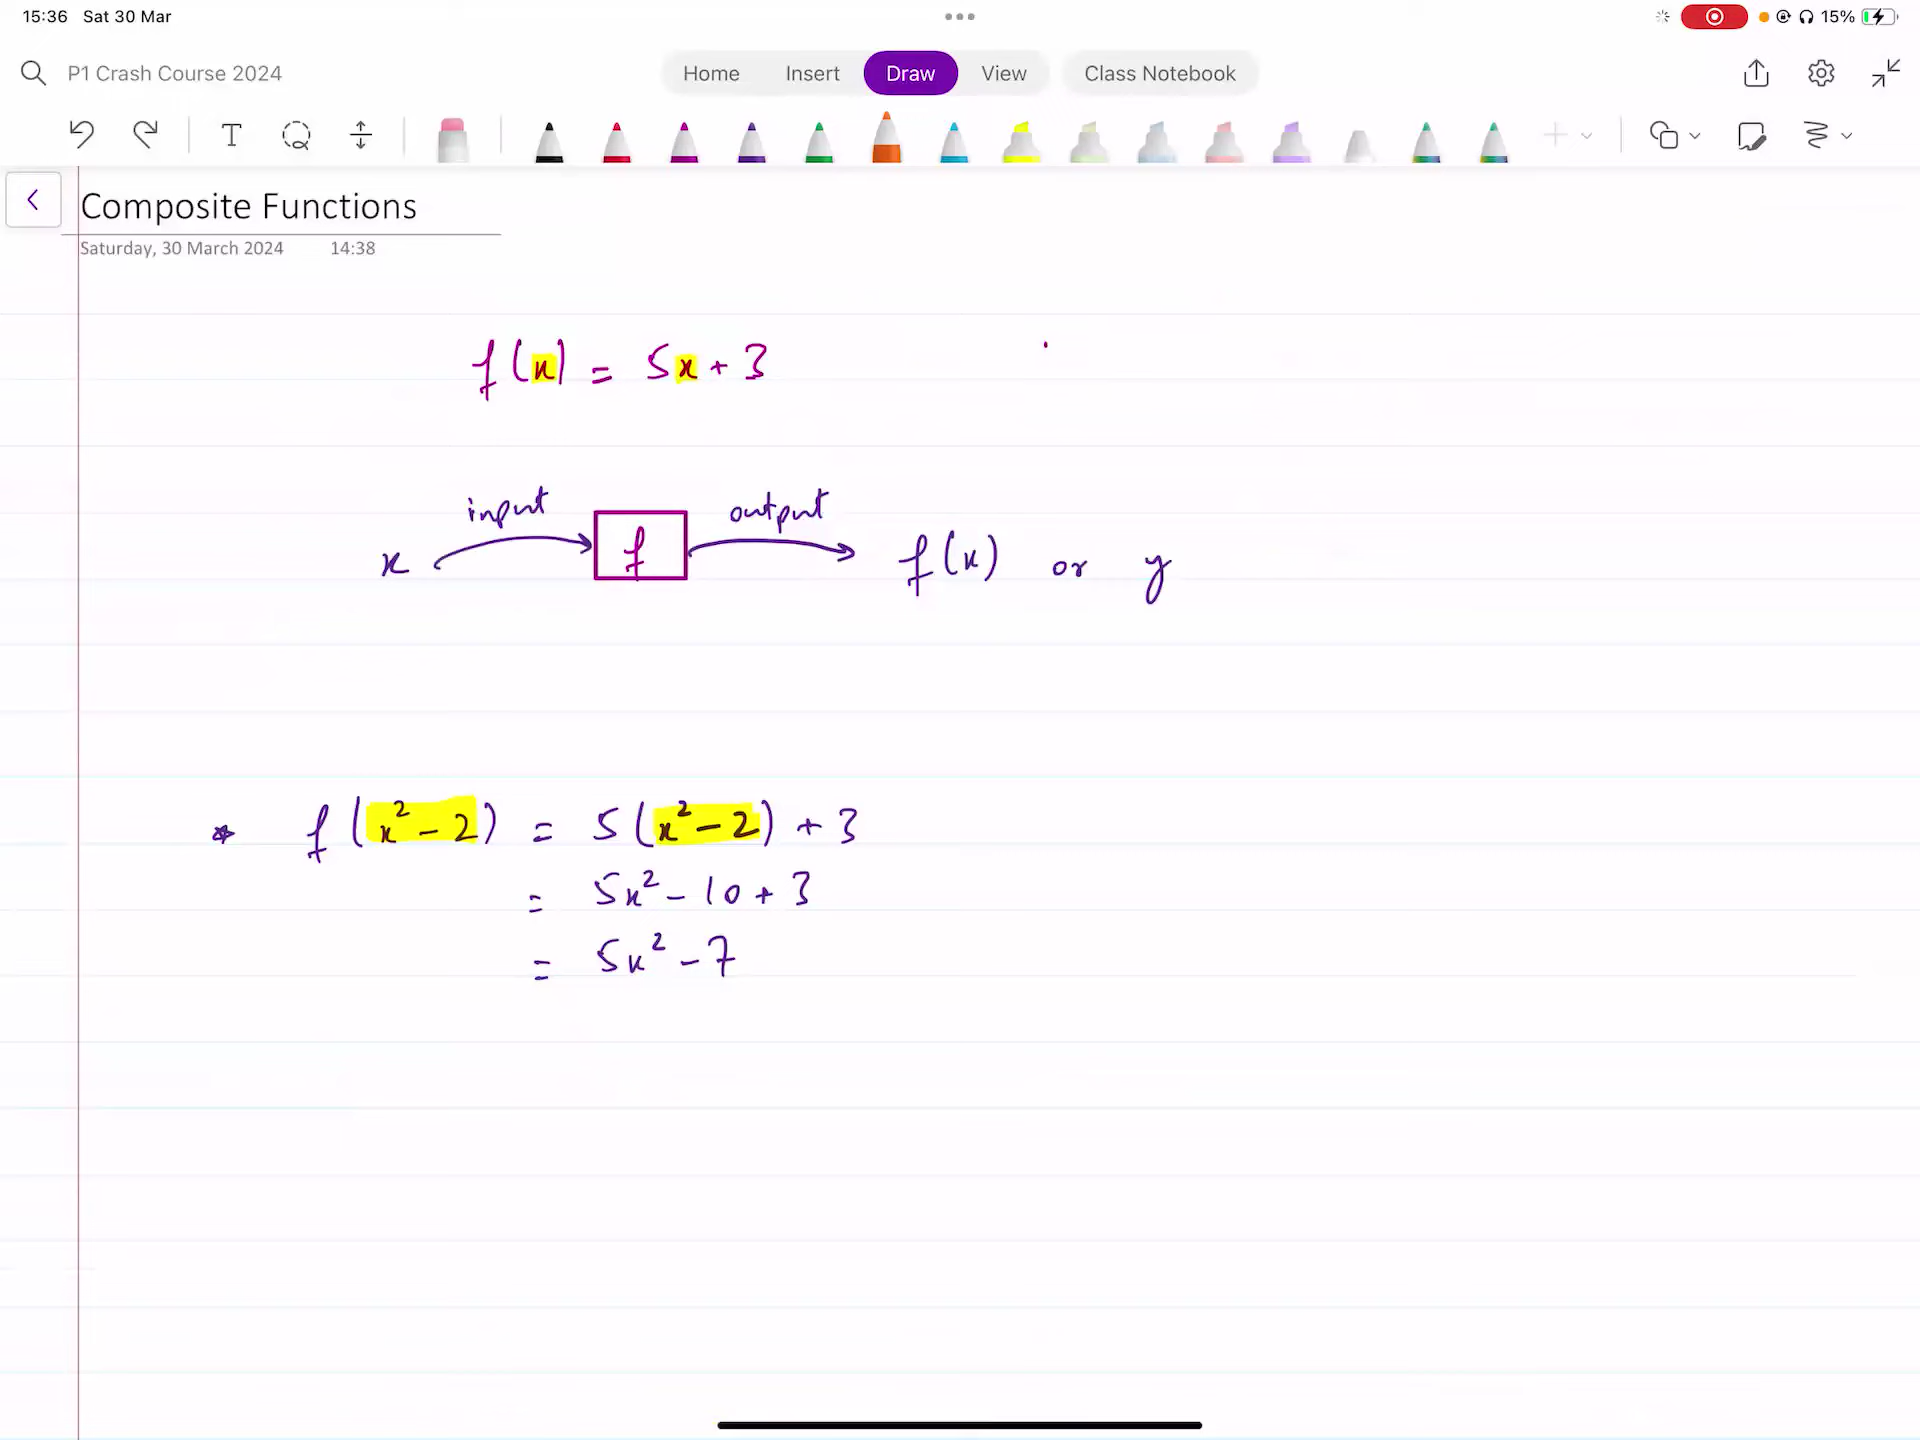 15:36 Sat 30 Mar
15%
P1 Crash Course 2024
Home Insert Draw View Class Notebook
T
Composite Functions
Saturday, 30 March 2024 14:38
f(x) = 5x + 3
input output
x f f(x) or y
* f(x² - 2) = 5(x² - 2) + 3
= 5x² - 10 + 3
= 5x² - 7